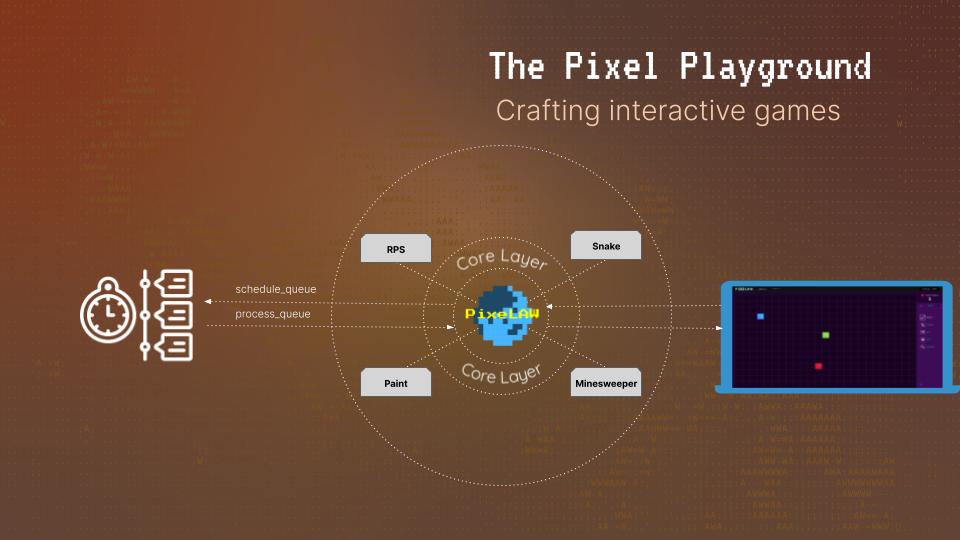 The Pixel Playground
Crafting interactive games
RPS
Snake
Core Layer
schedule_queue
process_queue
PixeLAW
Core Layer
Paint
Minesweeper